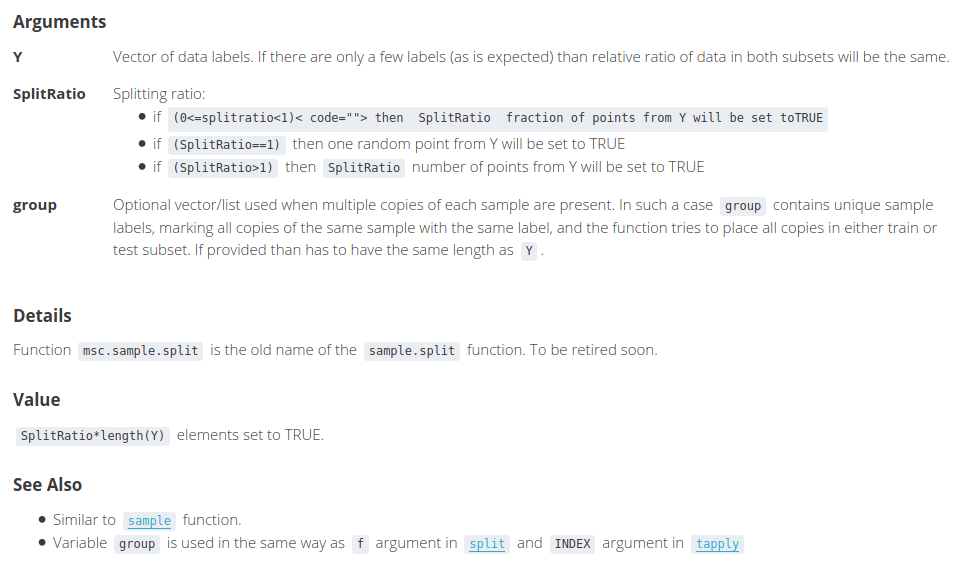 Arguments
Y Vector of data labels. If there are only a few labels (as is expected) than relative ratio of data in both subsets will be the same.
SplitRatio Splitting ratio:
• if (0<=splitratio<1)< code=""> then  SplitRatio  fraction of points from Y will be set toTRUE
• if (SplitRatio==1) then one random point from Y will be set to TRUE
• if (SplitRatio>1) then SplitRatio number of points from Y will be set to TRUE
group Optional vector/list used when multiple copies of each sample are present. In such a case group contains unique sample
labels, marking all copies of the same sample with the same label, and the function tries to place all copies in either train or
test subset. If provided than has to have the same length as Y .
Details
Function msc.sample.split is the old name of the sample.split function. To be retired soon.
Value
SplitRatio*length(Y) elements set to TRUE.
See Also
• Similar to sample function.
• Variable group is used in the same way as f argument in split and INDEX argument in tapply